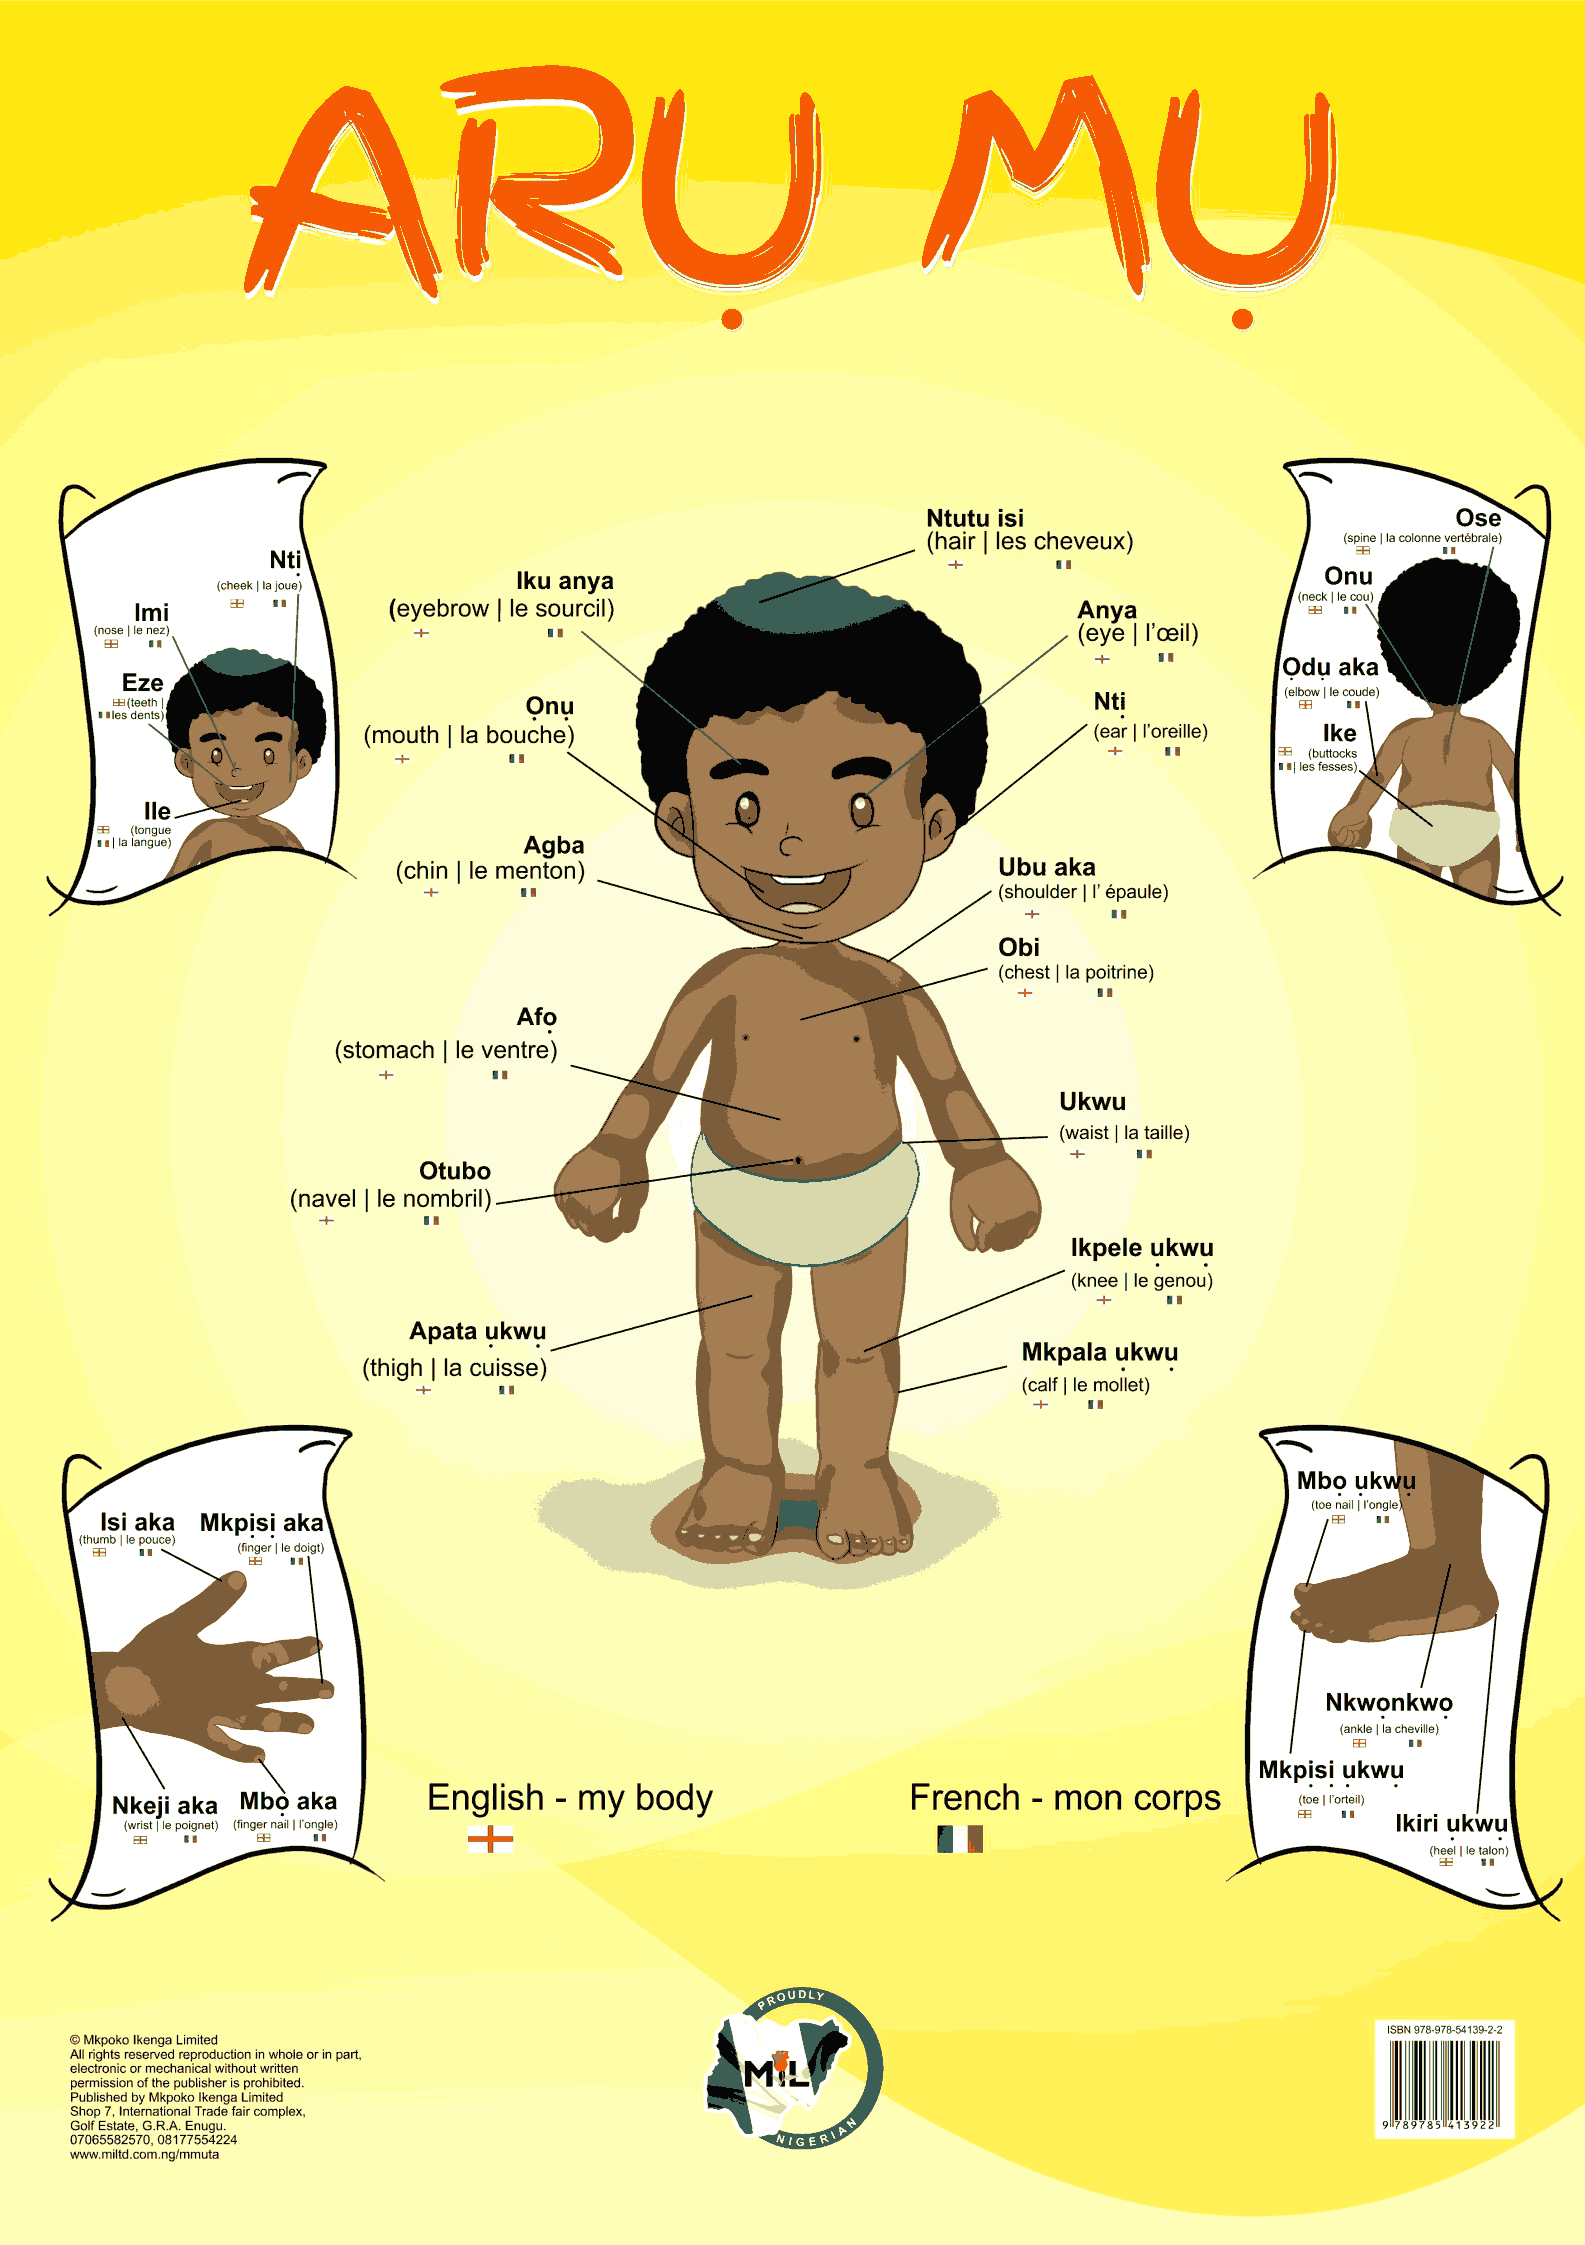 ARỤ MỤ
Ntị
(cheek | la joue)
Imi
(nose | le nez)
Eze
(teeth |
les dents)
Ile
(tongue
| la langue)
Iku anya
(eyebrow | le sourcil)
Ọnụ
(mouth | la bouche)
Agba
(chin | le menton)
Afọ
(stomach | le ventre)
Otubo
(navel | le nombril)
Apata ụkwụ
(thigh | la cuisse)
Ntutu isi
(hair | les cheveux)
Anya
(eye | l'œil)
Ntị
(ear | l'oreille)
Ubu aka
(shoulder | l' épaule)
Obi
(chest | la poitrine)
Ukwu
(waist | la taille)
Ikpele ụkwụ
(knee | le genou)
Mkpala ụkwụ
(calf | le mollet)
Ose
(spine | la colonne vertébrale)
Onu
(neck | le cou)
Ọdụ aka
(elbow | le coude)
Ike
(buttocks
| les fesses)
Isi aka
(thumb | le pouce)
Mkpịsị aka
(finger | le doigt)
Nkeji aka
(wrist | le poignet)
Mbọ aka
(finger nail | l'ongle)
English - my body
French - mon corps
Mbọ ụkwụ
(toe nail | l'ongle)
Nkwọnkwọ
(ankle | la cheville)
Mkpịsị ụkwụ
(toe | l'orteil)
Ikiri ụkwụ
(heel | le talon)
© Mkpoko Ikenga Limited
All rights reserved reproduction in whole or in part,
electronic or mechanical without written
permission of the publisher is prohibited.
Published by Mkpoko Ikenga Limited
Shop 7, International Trade fair complex,
Golf Estate, G.R.A. Enugu.
07065582570, 08177554224
www.miltd.com.ng/mmuta
PROUDLY
MiL
NIGERIAN
ISBN 978-978-54139-2-2
9 789785 413922